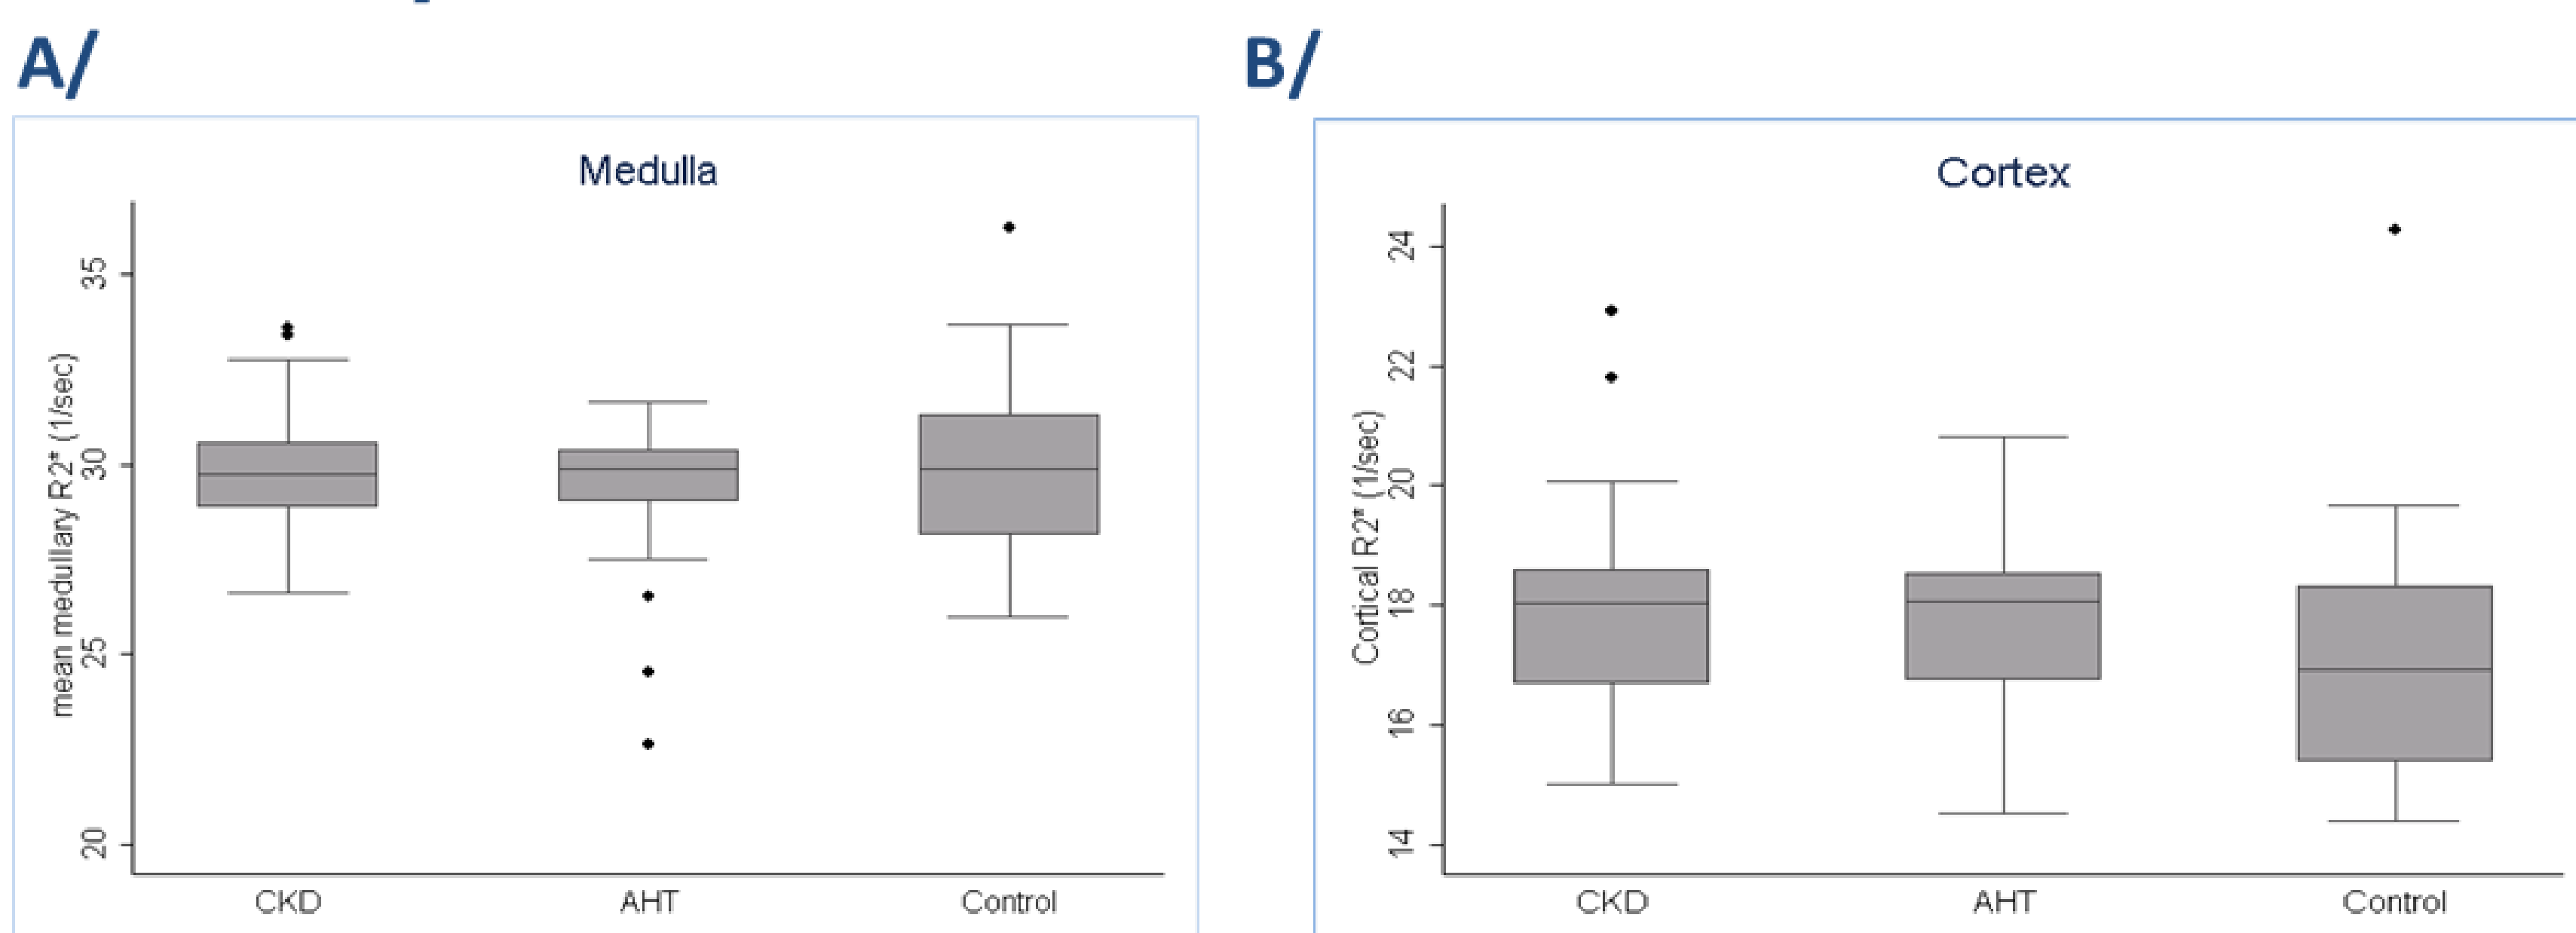 A/
B/
Medulla
mean medullary R2* (1/sec)
35
30
25
20
CKD AHT Control
Cortex
Cortical R2* (1/sec)
24
22
20
18
16
14
CKD AHT Control